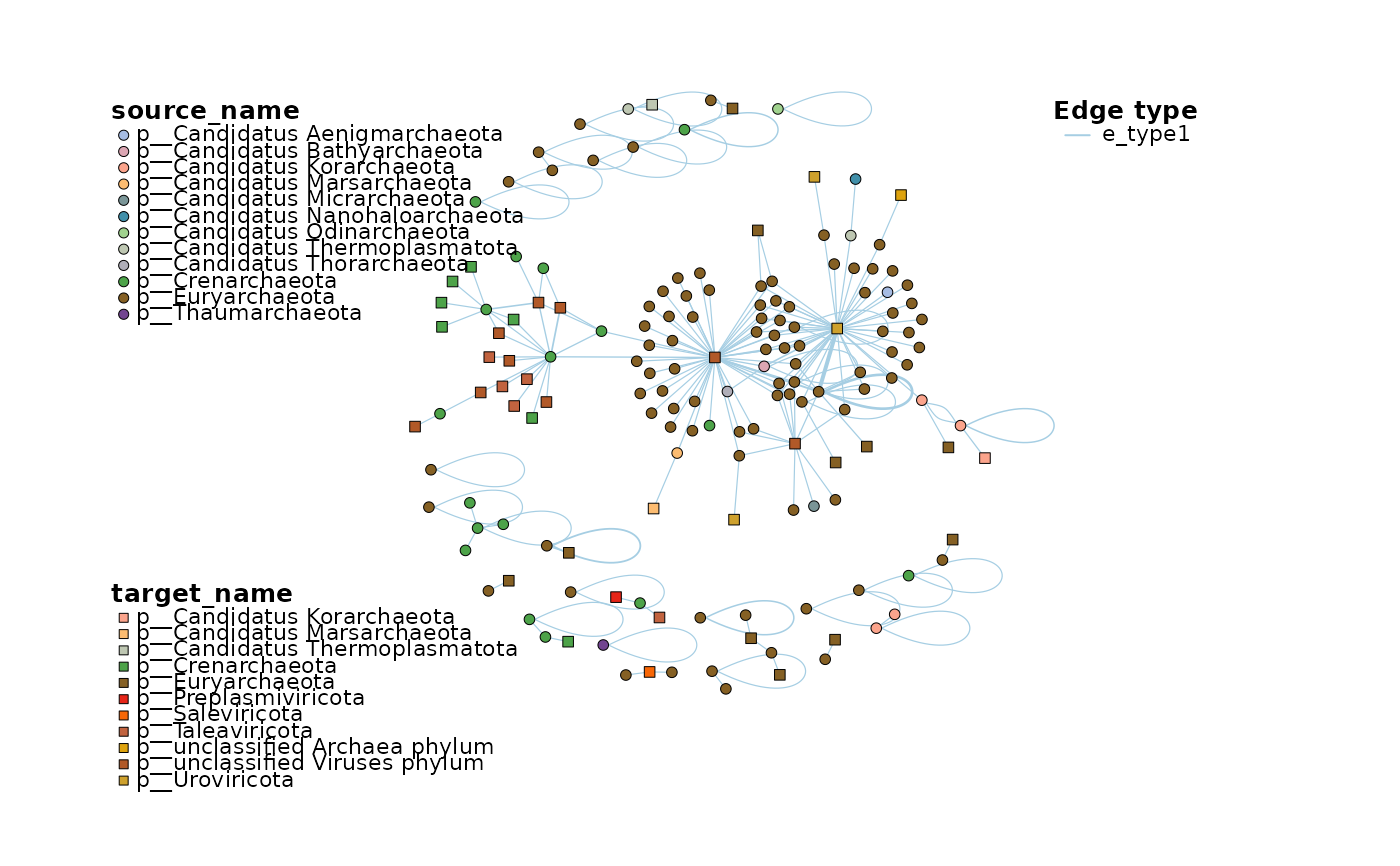 source_name
p__Candidatus Aenigmarchaeota
p__Candidatus Bathyarchaeota
p__Candidatus Korarchaeota
p__Candidatus Marsarchaeota
p__Candidatus Micrarchaeota
p__Candidatus Nanohaloarchaeota
p__Candidatus Odinarchaeota
p__Candidatus Thermoplasmatota
p__Candidatus Thorarchaeota
p__Crenarchaeota
p__Euryarchaeota
p__Thaumarchaeota
Edge type
e_type1
target_name
p__Candidatus Korarchaeota
p__Candidatus Marsarchaeota
p__Candidatus Thermoplasmatota
p__Crenarchaeota
p__Euryarchaeota
p__Preplasmiviricota
p__Saleviricota
p__Taleaviricota
p__unclassified Archaea phylum
p__unclassified Viruses phylum
p__Uroviricota